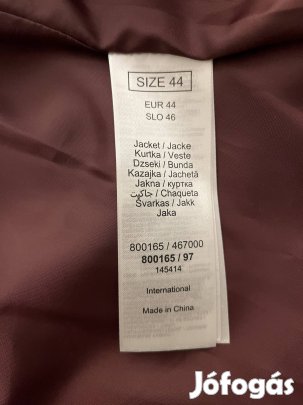 SIZE 44
EUR 44
SLO 46
Jacket / Jacke
Kurtka / Veste
Dzseki / Bunda
Kazajka / Jachetă
Jakna / куртка
جاكيت / Chaqueta
Švarkas / Jakk
Jaka
800165 / 467000
800165 / 97
145414
International
Made in China
Jófogás